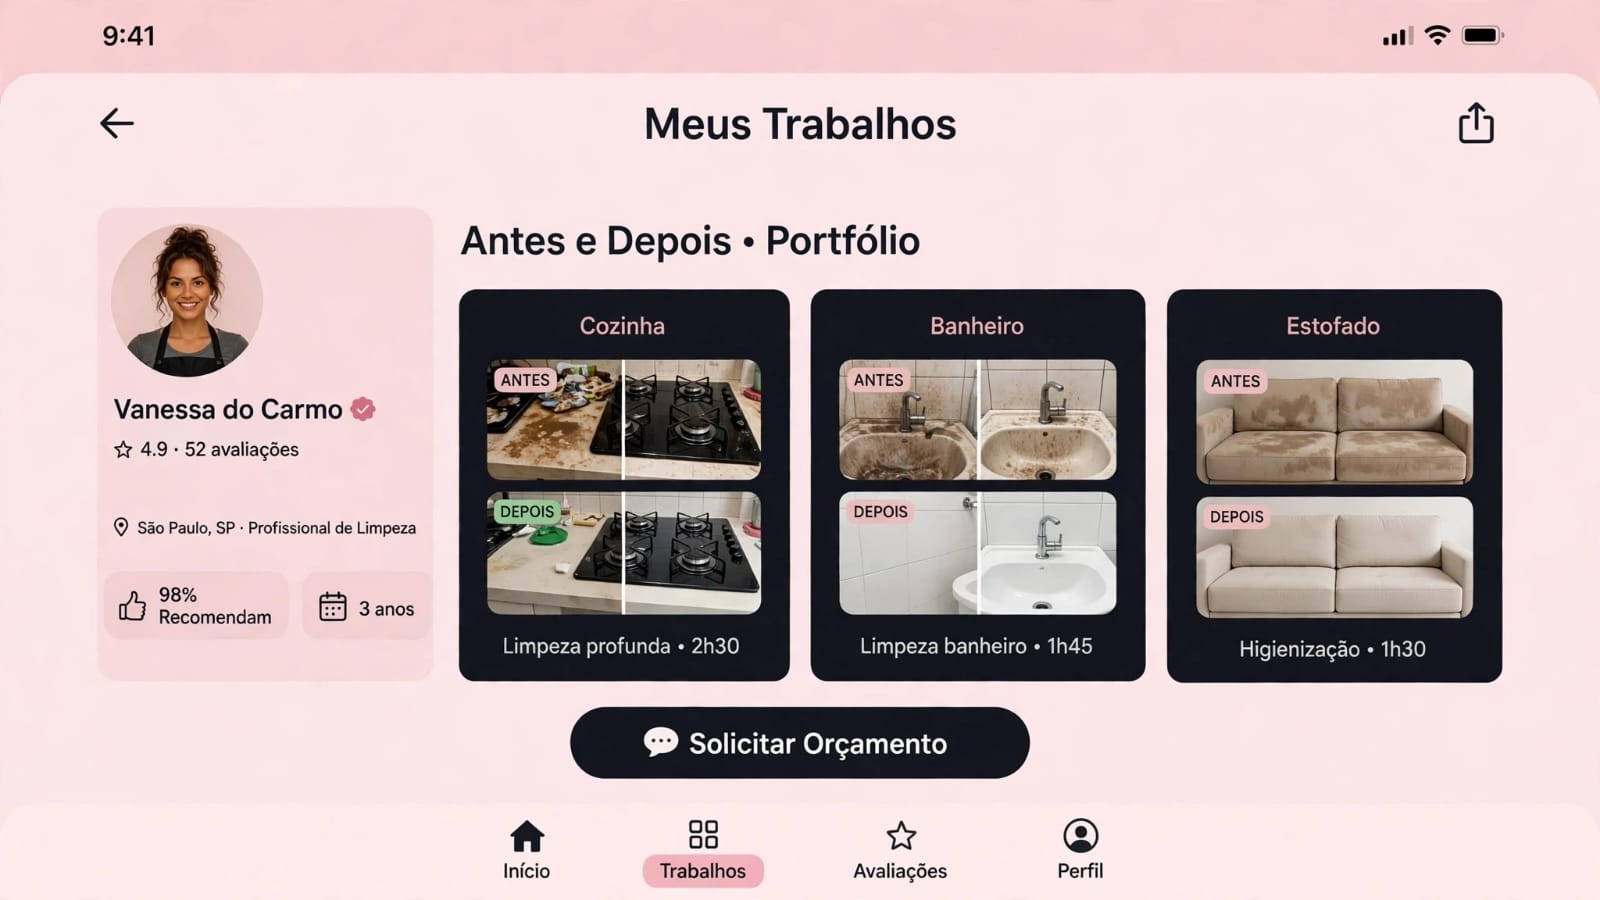 9:41
Meus Trabalhos
Vanessa do Carmo
4.9 · 52 avaliações
São Paulo, SP · Profissional de Limpeza
98%
Recomendam
3 anos
Antes e Depois • Portfólio
Cozinha
ANTES
DEPOIS
Limpeza profunda • 2h30
Banheiro
ANTES
DEPOIS
Limpeza banheiro • 1h45
Estofado
ANTES
DEPOIS
Higienização • 1h30
Solicitar Orçamento
Início
Trabalhos
Avaliações
Perfil